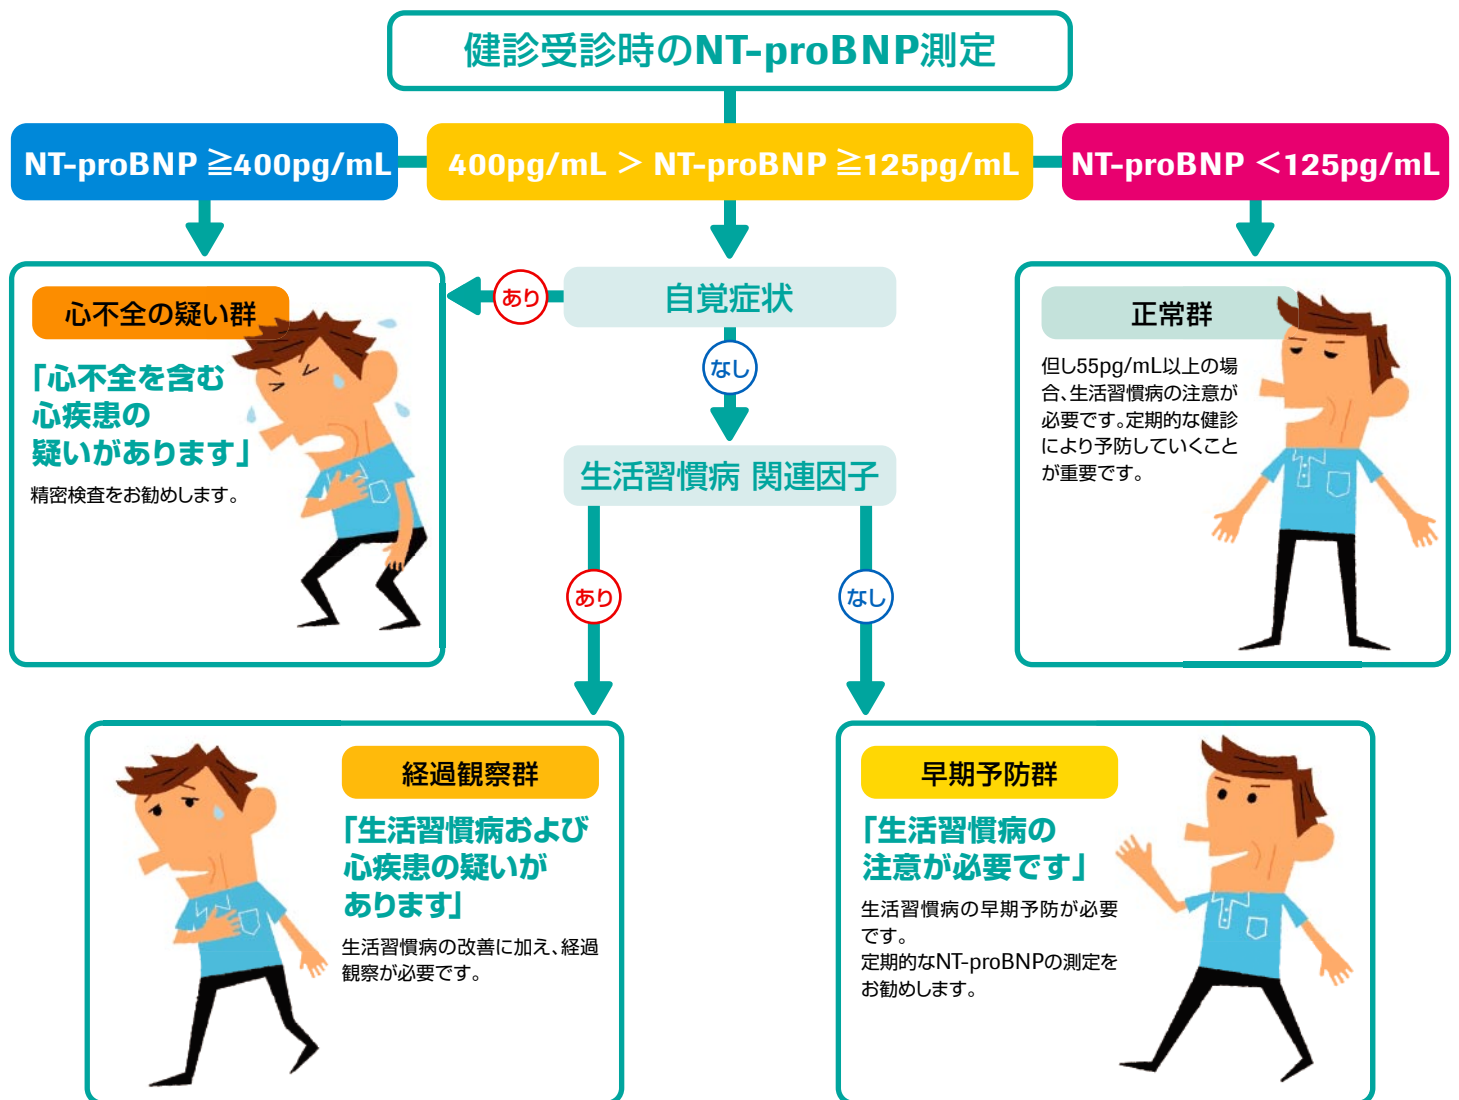 健診受診時のNT-proBNP測定
NT-proBNP ≧400pg/mL
400pg/mL > NT-proBNP ≧125pg/mL
NT-proBNP <125pg/mL
心不全の疑い群
「心不全を含む
心疾患の
疑いがあります」
精密検査をお勧めします。
あり
自覚症状
なし
生活習慣病 関連因子
あり
なし
正常群
但し55pg/mL以上の場
合、生活習慣病の注意が
必要です。定期的な健診
により予防していくこと
が重要です。
経過観察群
「生活習慣病および
心疾患の疑いが
あります」
生活習慣病の改善に加え、経過
観察が必要です。
早期予防群
「生活習慣病の
注意が必要です」
生活習慣病の早期予防が必要
です。
定期的なNT-proBNPの測定を
お勧めします。